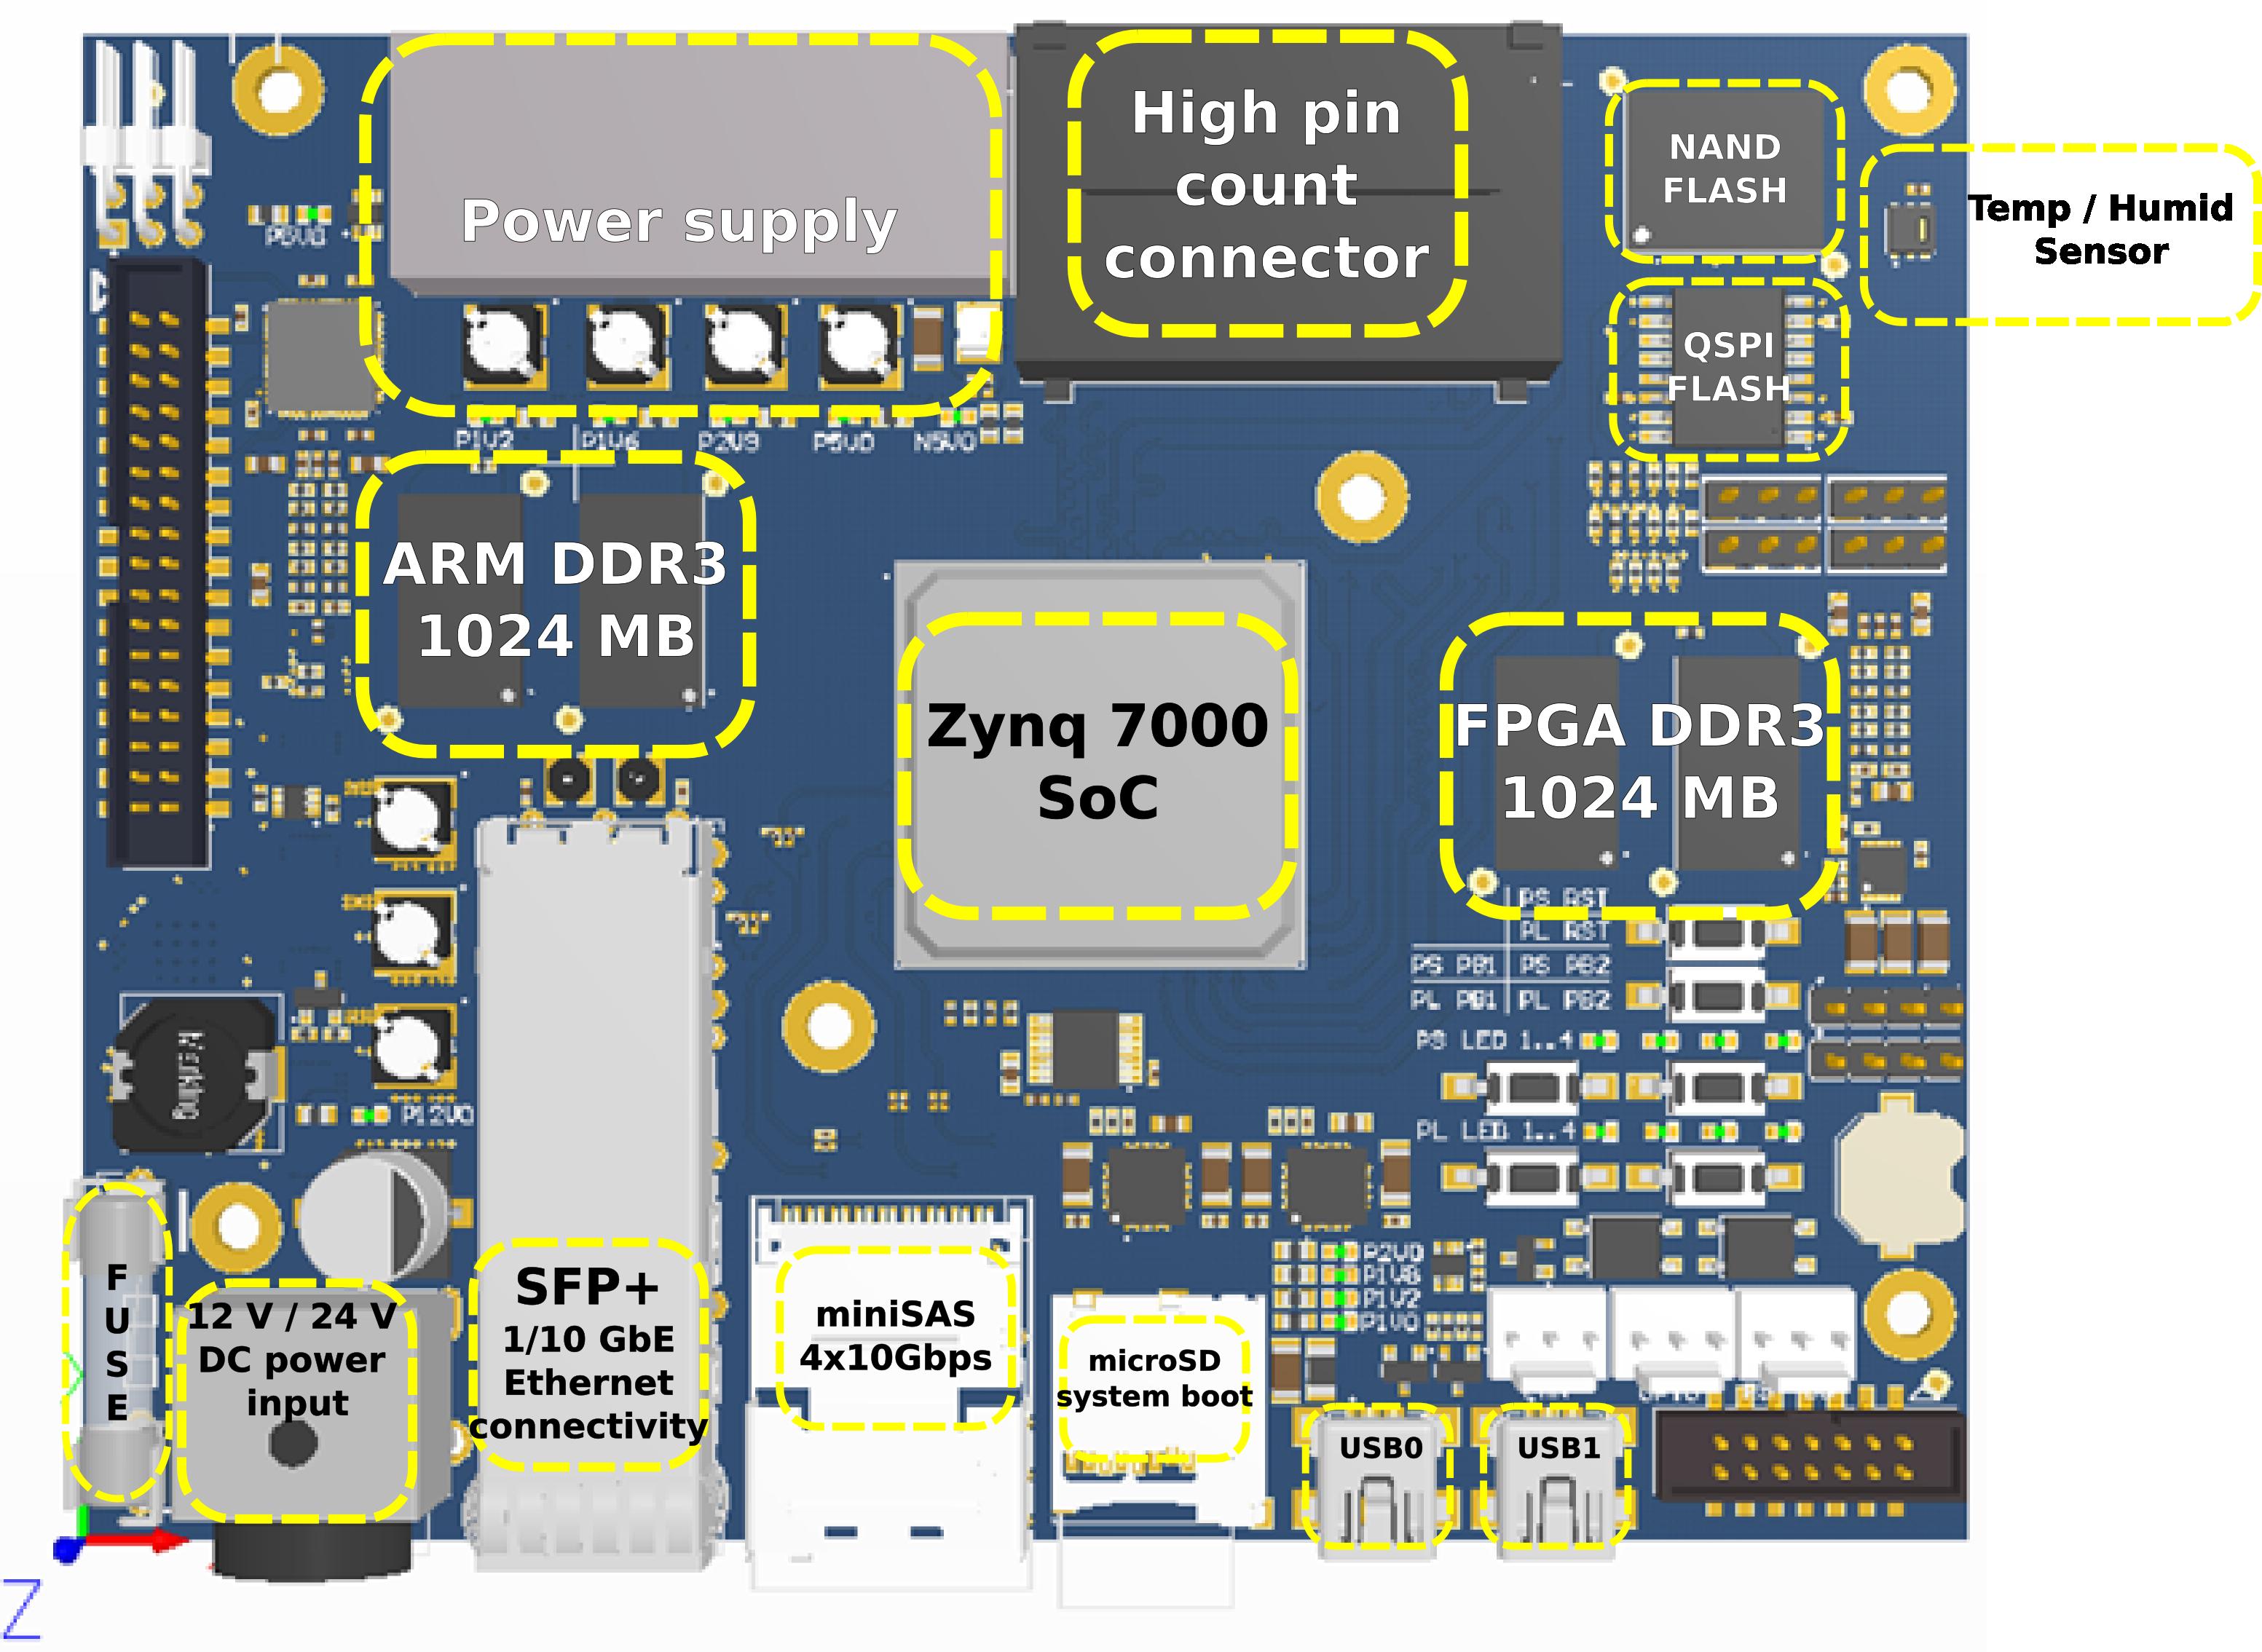 Power supply
High pin
count
connector
NAND
FLASH
Temp / Humid
Sensor
QSPI
FLASH
P1V2
P1V6
P2V9
P5V0
N5V0
ARM DDR3
1024 MB
Zynq 7000
SoC
FPGA DDR3
1024 MB
PS RST
PL RST
PS PB1
PS PB2
PL PB1
PL PB2
PS LED 1..4
PL LED 1..4
P12V0
P2V0
P1V8
P1V2
P1V0
FUSE
12 V / 24 V
DC power
input
SFP+
1/10 GbE
Ethernet
connectivity
miniSAS
4x10Gbps
microSD
system boot
USB0
USB1
Z